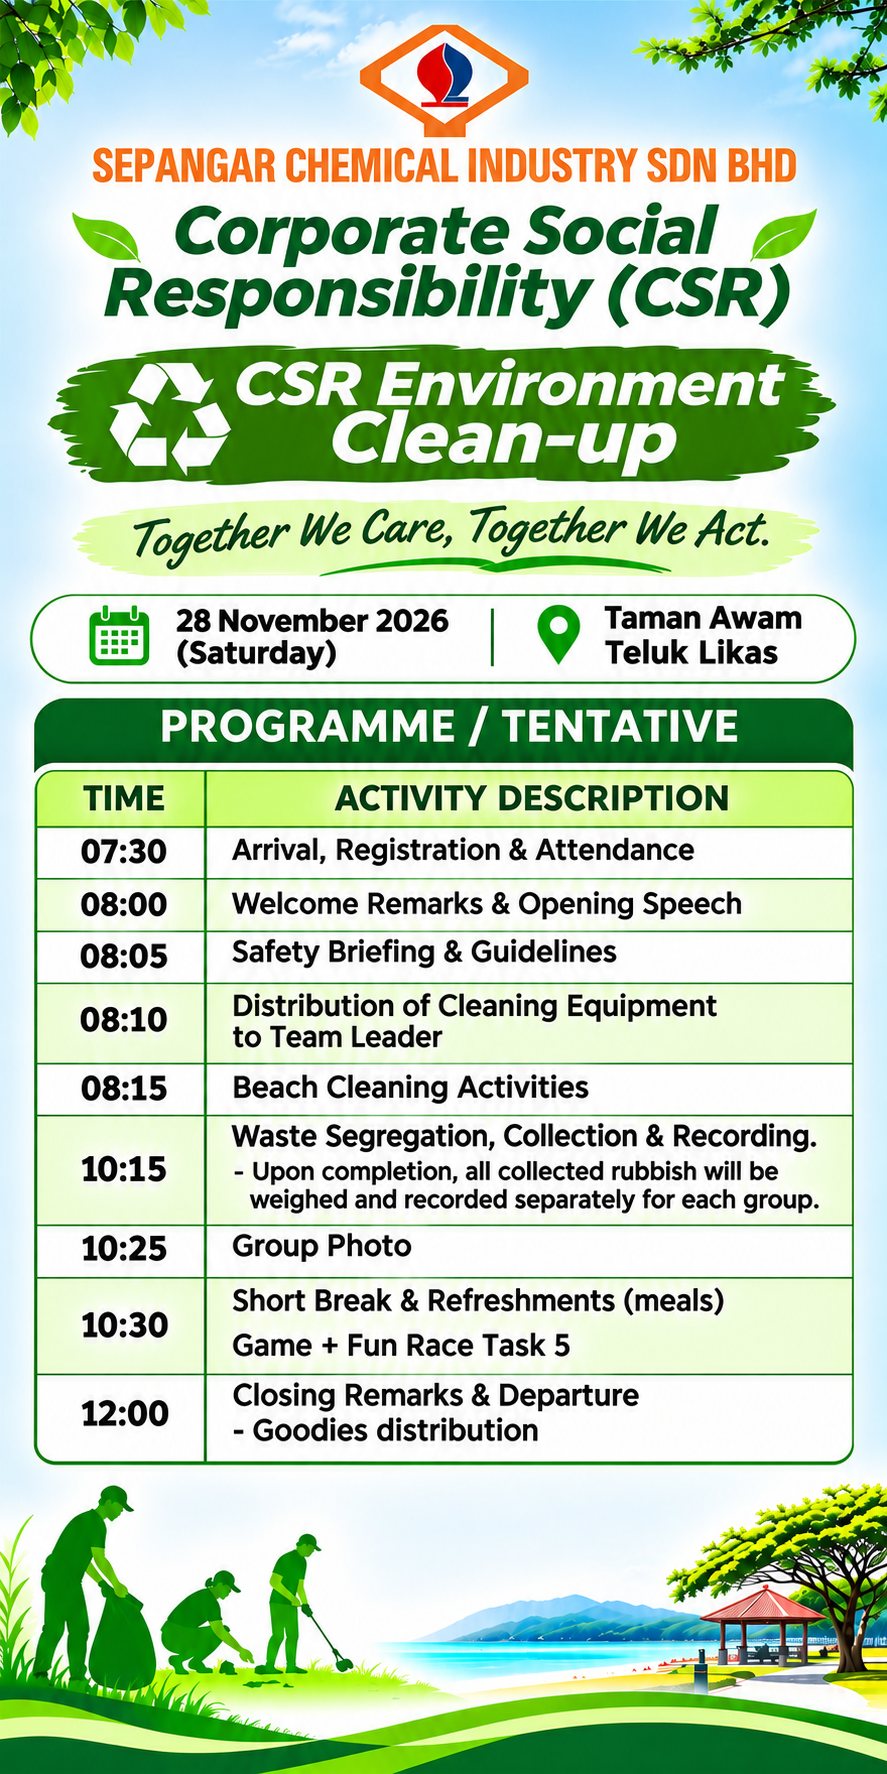 SEPANGAR CHEMICAL INDUSTRY SDN BHD
Corporate Social
Responsibility (CSR)
CSR Environment
Clean-up
Together We Care, Together We Act.
28 November 2026
(Saturday)
Taman Awam
Teluk Likas
PROGRAMME / TENTATIVE
TIME ACTIVITY DESCRIPTION
07:30 Arrival, Registration & Attendance
08:00 Welcome Remarks & Opening Speech
08:05 Safety Briefing & Guidelines
08:10 Distribution of Cleaning Equipment
to Team Leader
08:15 Beach Cleaning Activities
10:15 Waste Segregation, Collection & Recording.
- Upon completion, all collected rubbish will be
weighed and recorded separately for each group.
10:25 Group Photo
10:30 Short Break & Refreshments (meals)
Game + Fun Race Task 5
12:00 Closing Remarks & Departure
- Goodies distribution